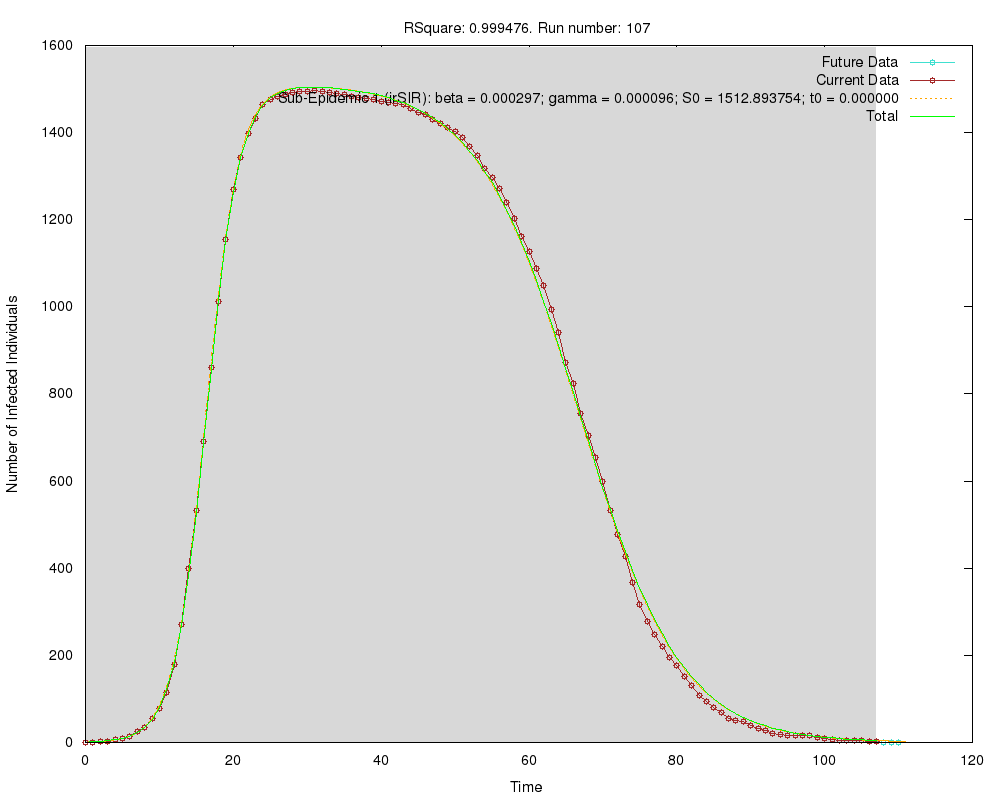 RSquare: 0.999476. Run number: 107
Future Data
Current Data
Sub-Epidemic (irSIR): beta = 0.000297; gamma = 0.000096; S0 = 1512.893754; t0 = 0.000000
Total
Number of Infected Individuals
1600
1400
1200
1000
800
600
400
200
0
0 20 40 60 80 100 120
Time